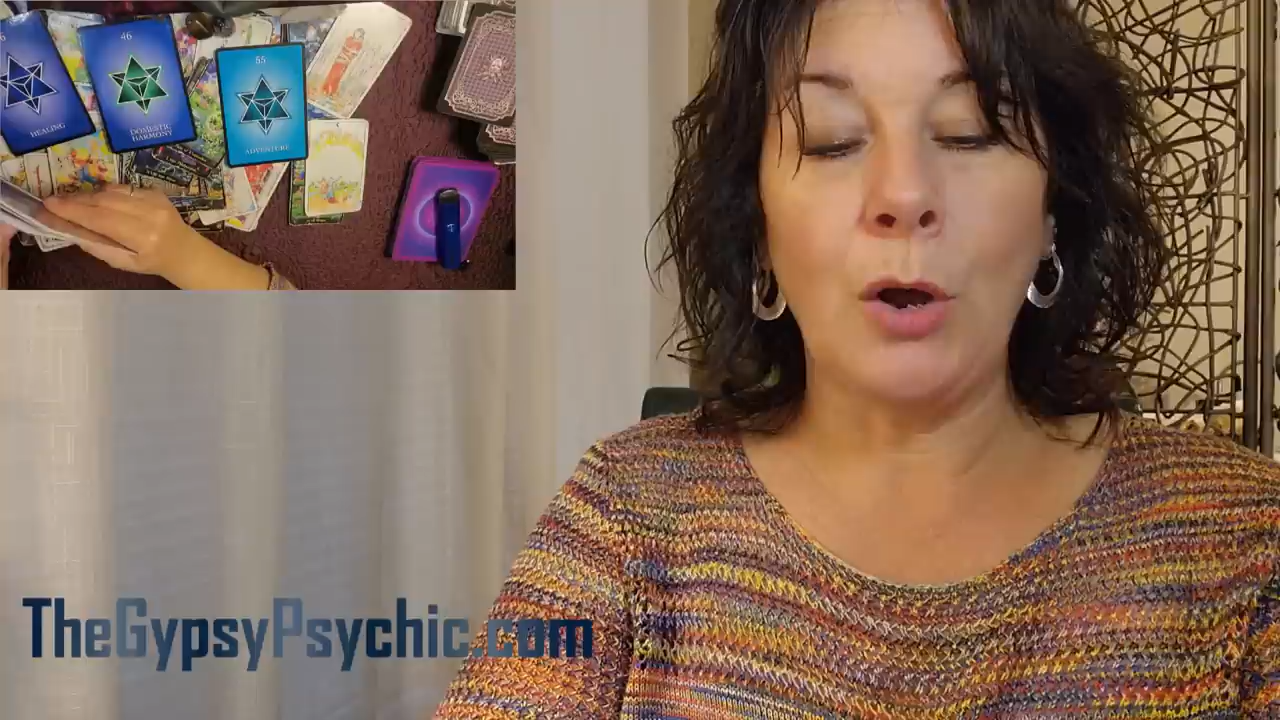 46
55
HEALING
DOMESTIC
HARMONY
ADVENTURE
TheGypsyPsychic.com